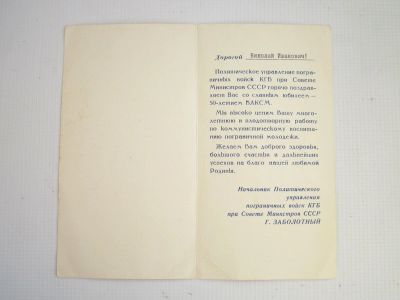 Дорогой Николай Иванович!
Политическое управление погра-
ничных войск КГБ при Совете
Министров СССР горячо поздрав-
ляет Вас со славным юбилеем —
50-летием ВЛКСМ.
Мы высоко ценим Вашу много-
летнюю и плодотворную работу
по коммунистическому воспита-
нию пограничной молодежи.
Желаем Вам доброго здоровья,
большого счастья и дальнейших
успехов на благо нашей любимой
Родины.
Начальник Политического
управления
пограничных войск КГБ
при Совете Министров СССР
Г. ЗАБОЛОТНЫЙ